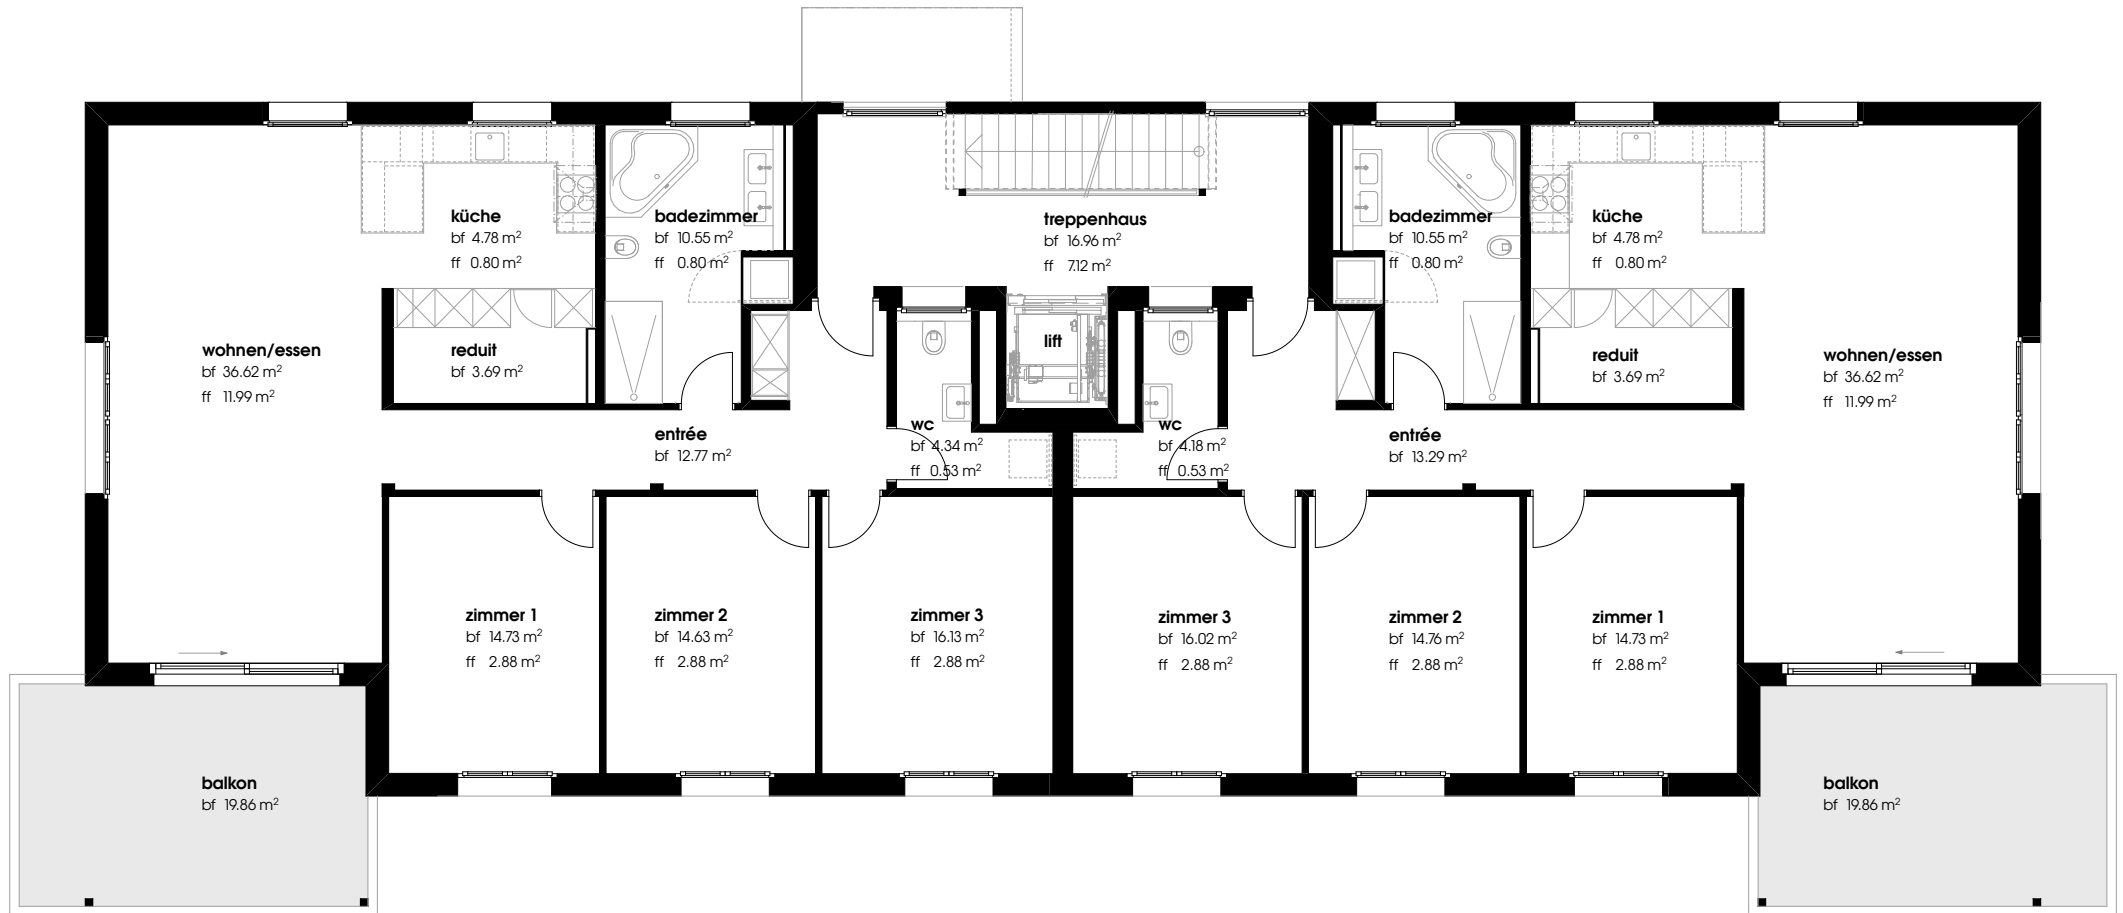 küche
bf 4.78 m²
ff 0.80 m²
badezimmer
bf 10.55 m²
ff 0.80 m²
treppenhaus
bf 16.96 m²
ff 7.12 m²
badezimmer
bf 10.55 m²
ff 0.80 m²
küche
bf 4.78 m²
ff 0.80 m²
wohnen/essen
bf 36.62 m²
ff 11.99 m²
reduit
bf 3.69 m²
lift
reduit
bf 3.69 m²
wohnen/essen
bf 36.62 m²
ff 11.99 m²
entrée
bf 12.77 m²
wc
bf 4.34 m²
ff 0.53 m²
wc
bf 4.18 m²
ff 0.53 m²
entrée
bf 13.29 m²
zimmer 1
bf 14.73 m²
ff 2.88 m²
zimmer 2
bf 14.63 m²
ff 2.88 m²
zimmer 3
bf 16.13 m²
ff 2.88 m²
zimmer 3
bf 16.02 m²
ff 2.88 m²
zimmer 2
bf 14.76 m²
ff 2.88 m²
zimmer 1
bf 14.73 m²
ff 2.88 m²
balkon
bf 19.86 m²
balkon
bf 19.86 m²